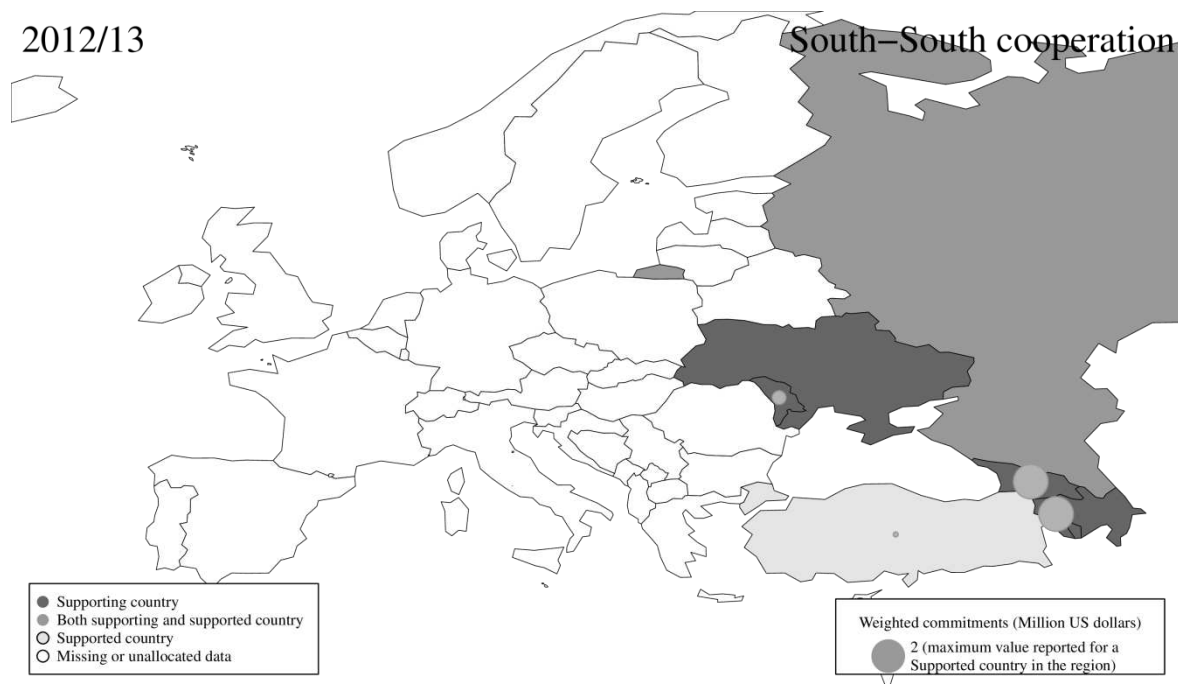 2012/13
South−South cooperation
Supporting country
Both supporting and supported country
Supported country
Missing or unallocated data
Weighted commitments (Million US dollars)
2 (maximum value reported for a
Supported country in the region)